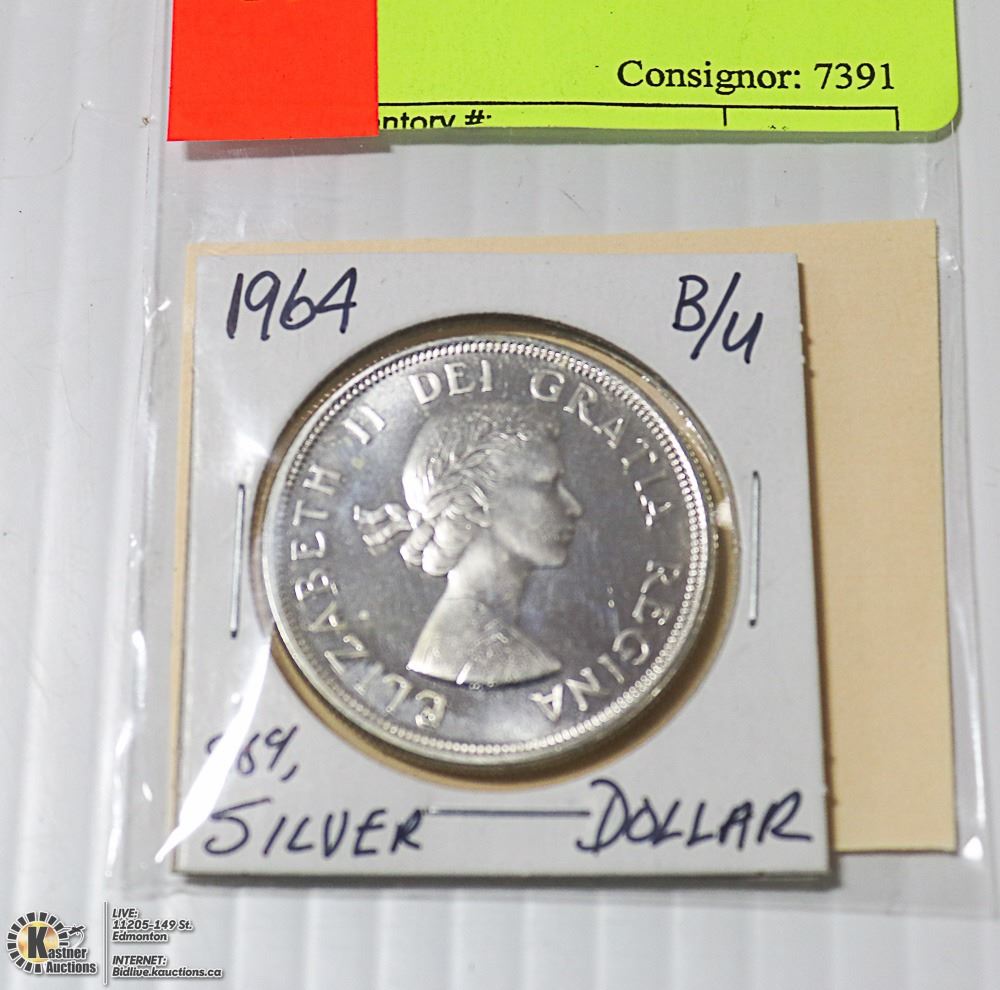 Consignor: 7391
entory #:
1964
B/U
ELIZABETH II DEI GRATIA REGINA
SILVER — DOLLAR
Kastner
Auctions
LIVE:
11205-149 St.
Edmonton
INTERNET:
Bidlive.kauctions.ca